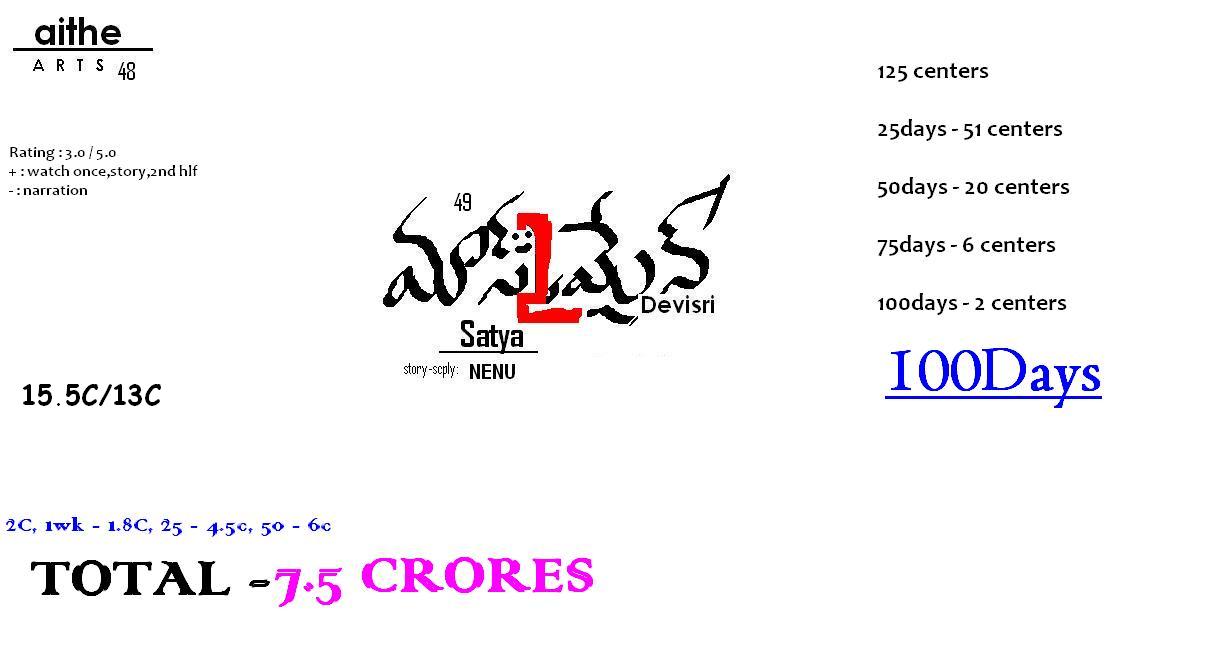 aithe
ARTS 48
Rating : 3.0 / 5.0
+ : watch once,story,2nd hlf
- : narration
49
మాస్
1
మ్యాన్
Devisri
Satya
story-scply: NENU
125 centers
25days - 51 centers
50days - 20 centers
75days - 6 centers
100days - 2 centers
100Days
15.5C/13C
2C, 1wk - 1.8C, 25 - 4.5c, 50 - 6c
TOTAL -7.5 CRORES